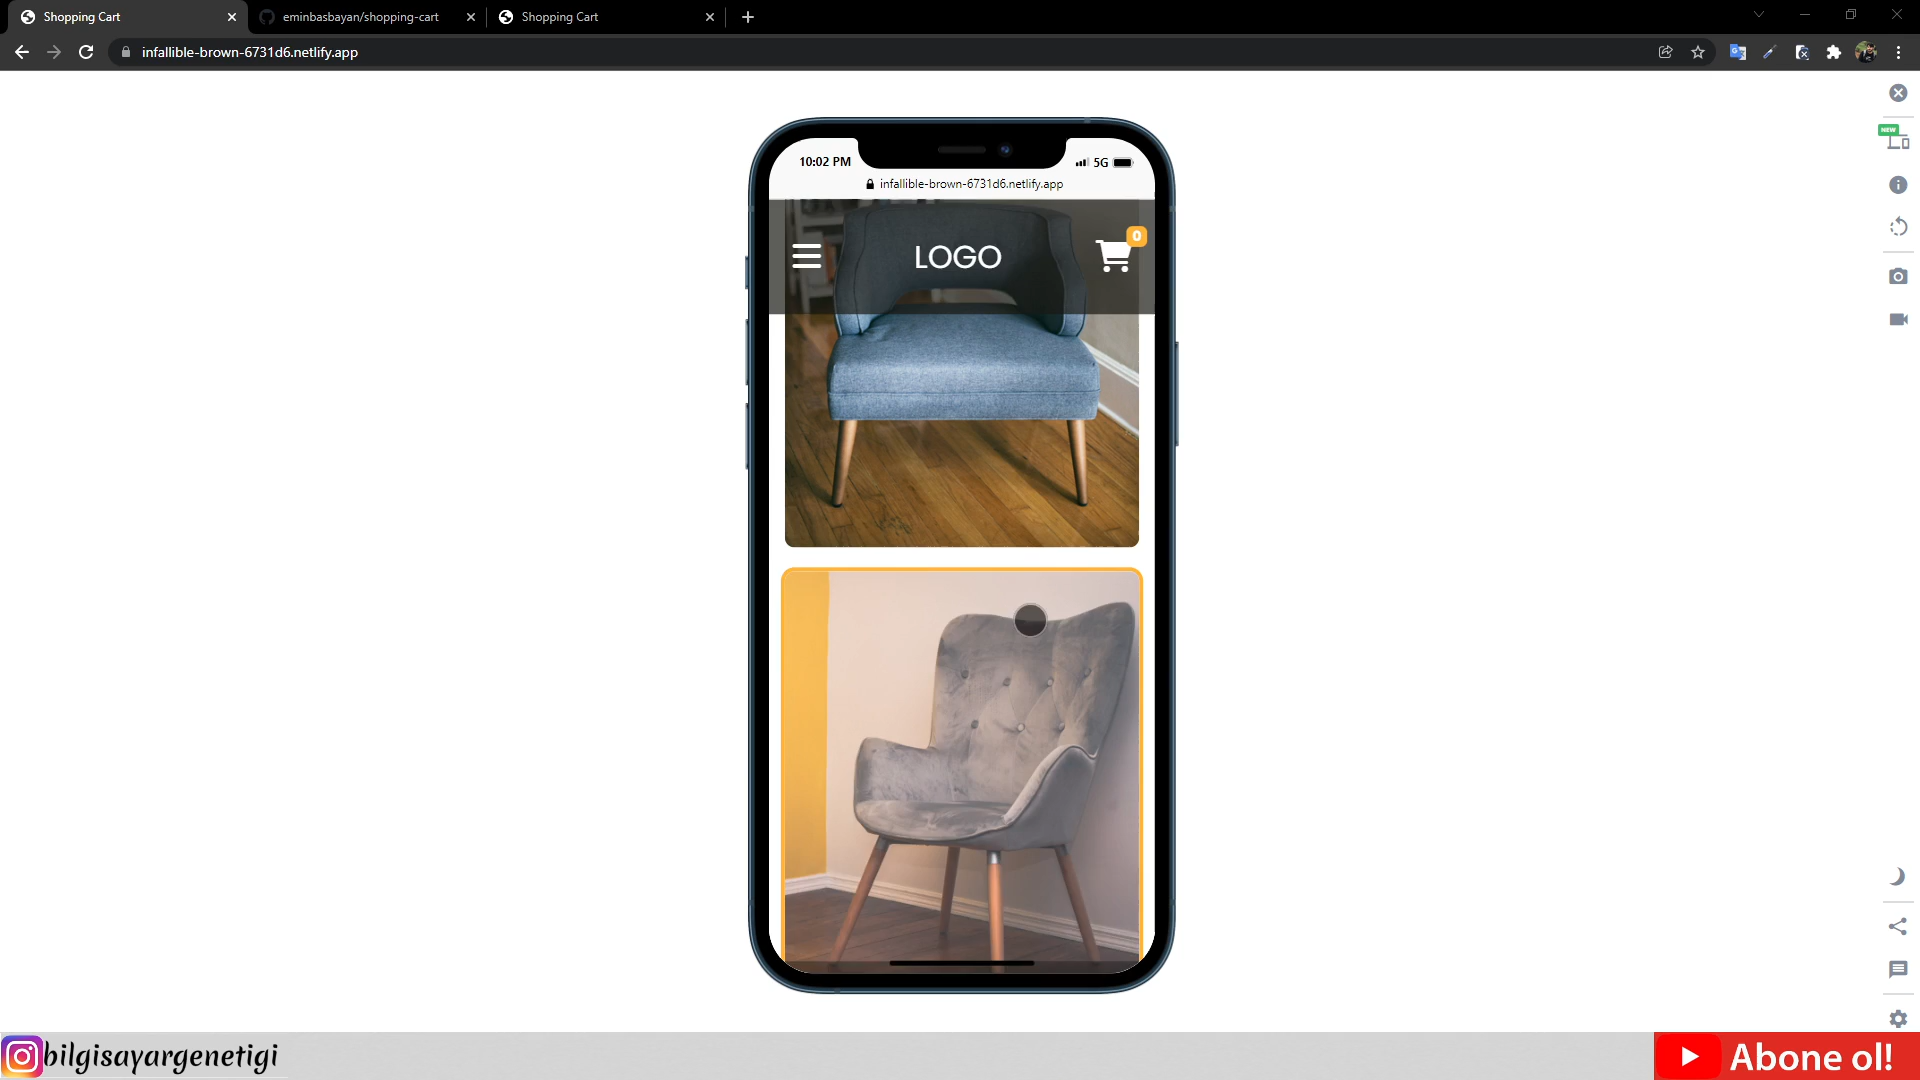 Shopping Cart
eminbasbayan/shopping-cart
Shopping Cart
infallible-brown-6731d6.netlify.app
NEW
10:02 PM
5G
infallible-brown-6731d6.netlify.app
LOGO
0
bilgisayargenetigi
Abone ol!